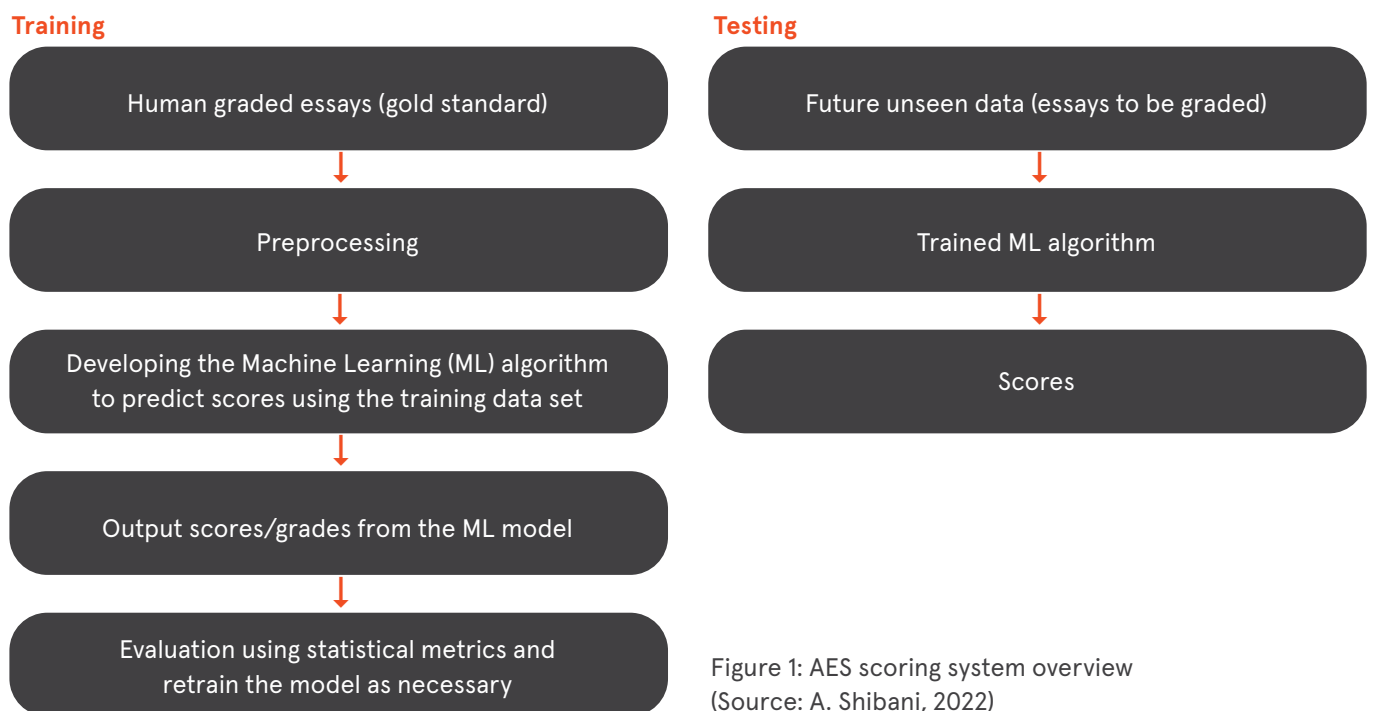 Training
Human graded essays (gold standard)
Preprocessing
Developing the Machine Learning (ML) algorithm
to predict scores using the training data set
Output scores/grades from the ML model
Evaluation using statistical metrics and
retrain the model as necessary
Testing
Future unseen data (essays to be graded)
Trained ML algorithm
Scores
Figure 1: AES scoring system overview
(Source: A. Shibani, 2022)